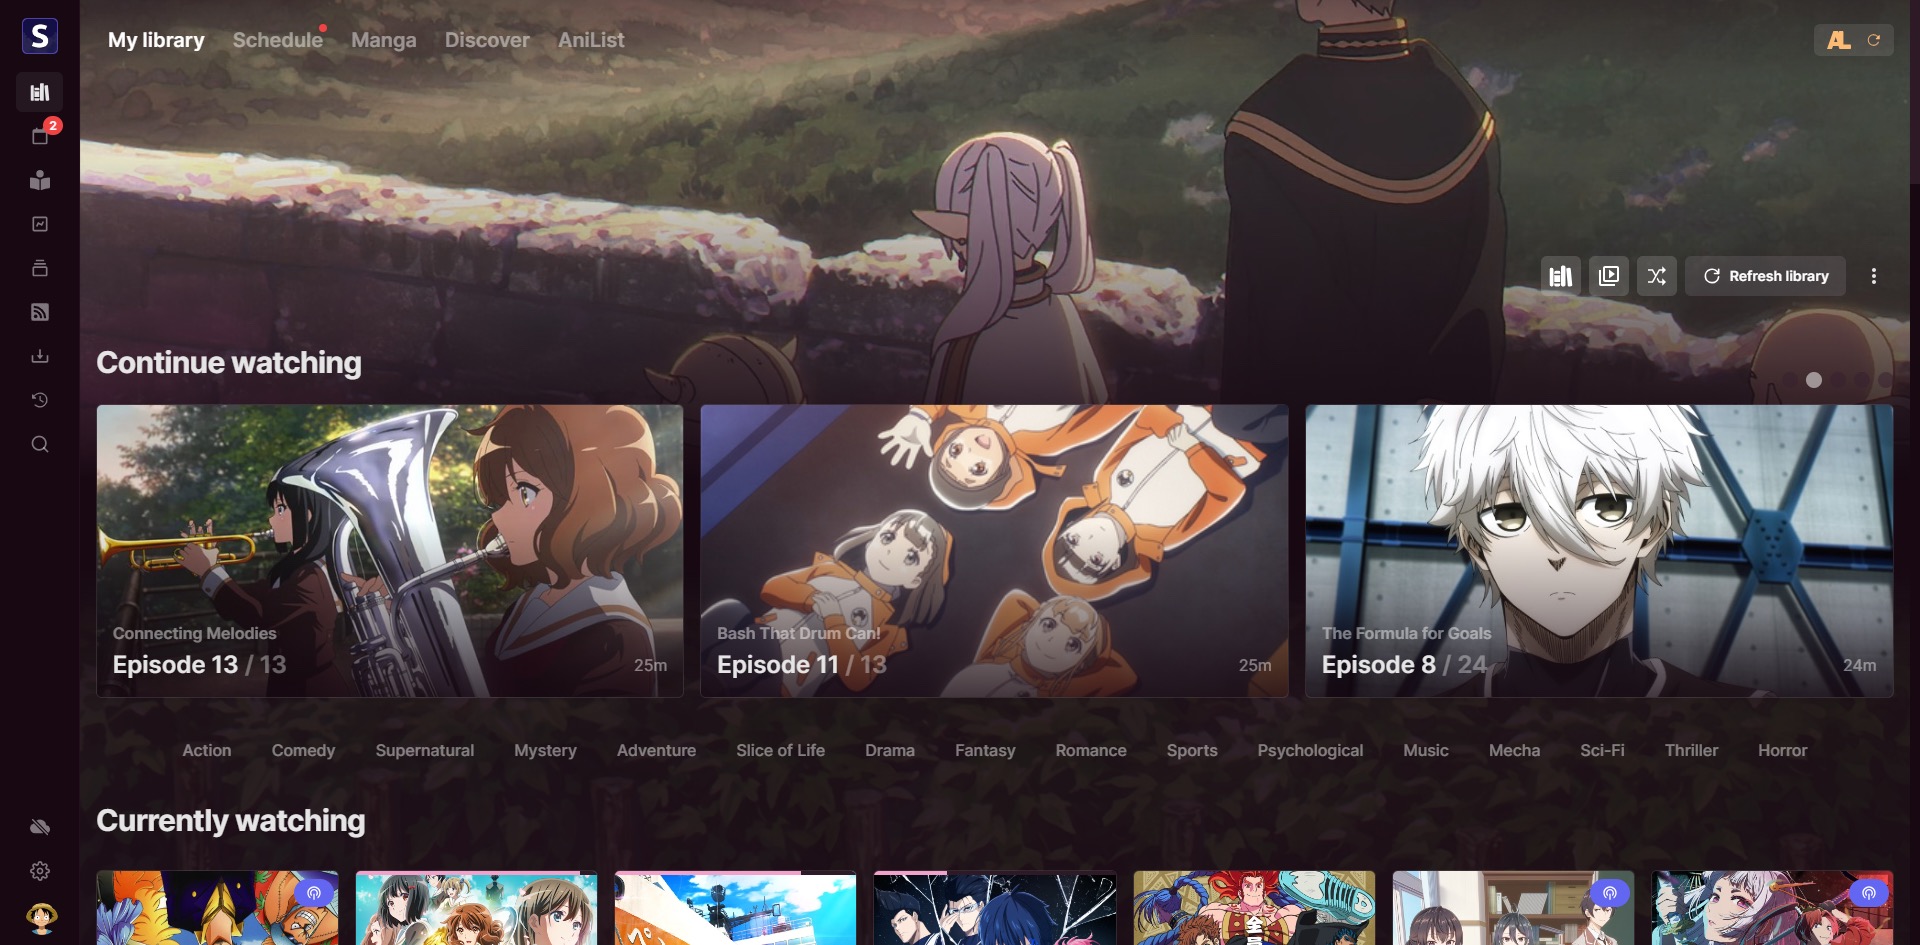 S
My library
Schedule
Manga
Discover
AniList
AL
2
Refresh library
Continue watching
Connecting Melodies
Episode 13 / 13
25m
Bash That Drum Can!
Episode 11 / 13
25m
The Formula for Goals
Episode 8 / 24
24m
Action
Comedy
Supernatural
Mystery
Adventure
Slice of Life
Drama
Fantasy
Romance
Sports
Psychological
Music
Mecha
Sci-Fi
Thriller
Horror
Currently watching